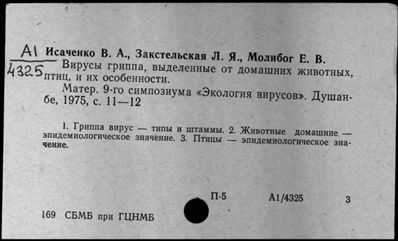 А1
4325
Исаченко В. А., Закстельская Л. Я., Молибог Е. В.
Вирусы гриппа, выделенные от домашних животных,
птиц, и их особенности.
Матер. 9-го симпозиума «Экология вирусов». Душан-
бе, 1975, с. 11—12
1. Гриппа вирус — типы и штаммы. 2. Животные домашние —
эпидемиологическое значение. 3. Птицы — эпидемиологическое зна-
чение.
П-5 А1/4325 3
169 СБМБ при ГЦНМБ